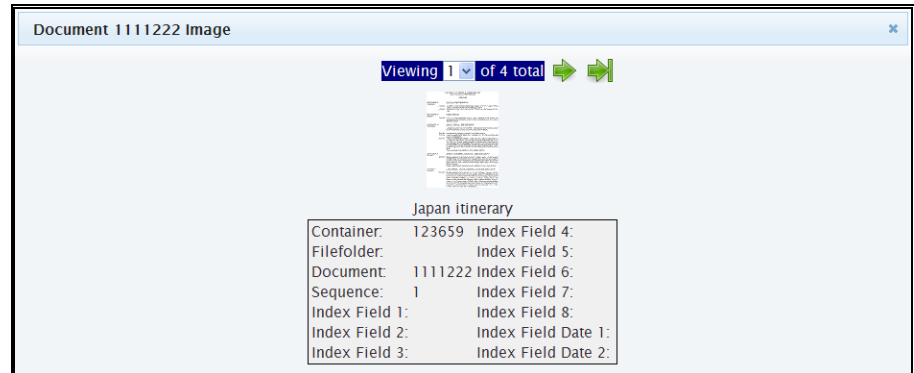 Document 1111222 Image
Viewing 1 of 4 total
Japan itinerary
Container: 123659 Index Field 4:
Filefolder: Index Field 5:
Document: 1111222 Index Field 6:
Sequence: 1 Index Field 7:
Index Field 1: Index Field 8:
Index Field 2: Index Field Date 1:
Index Field 3: Index Field Date 2: